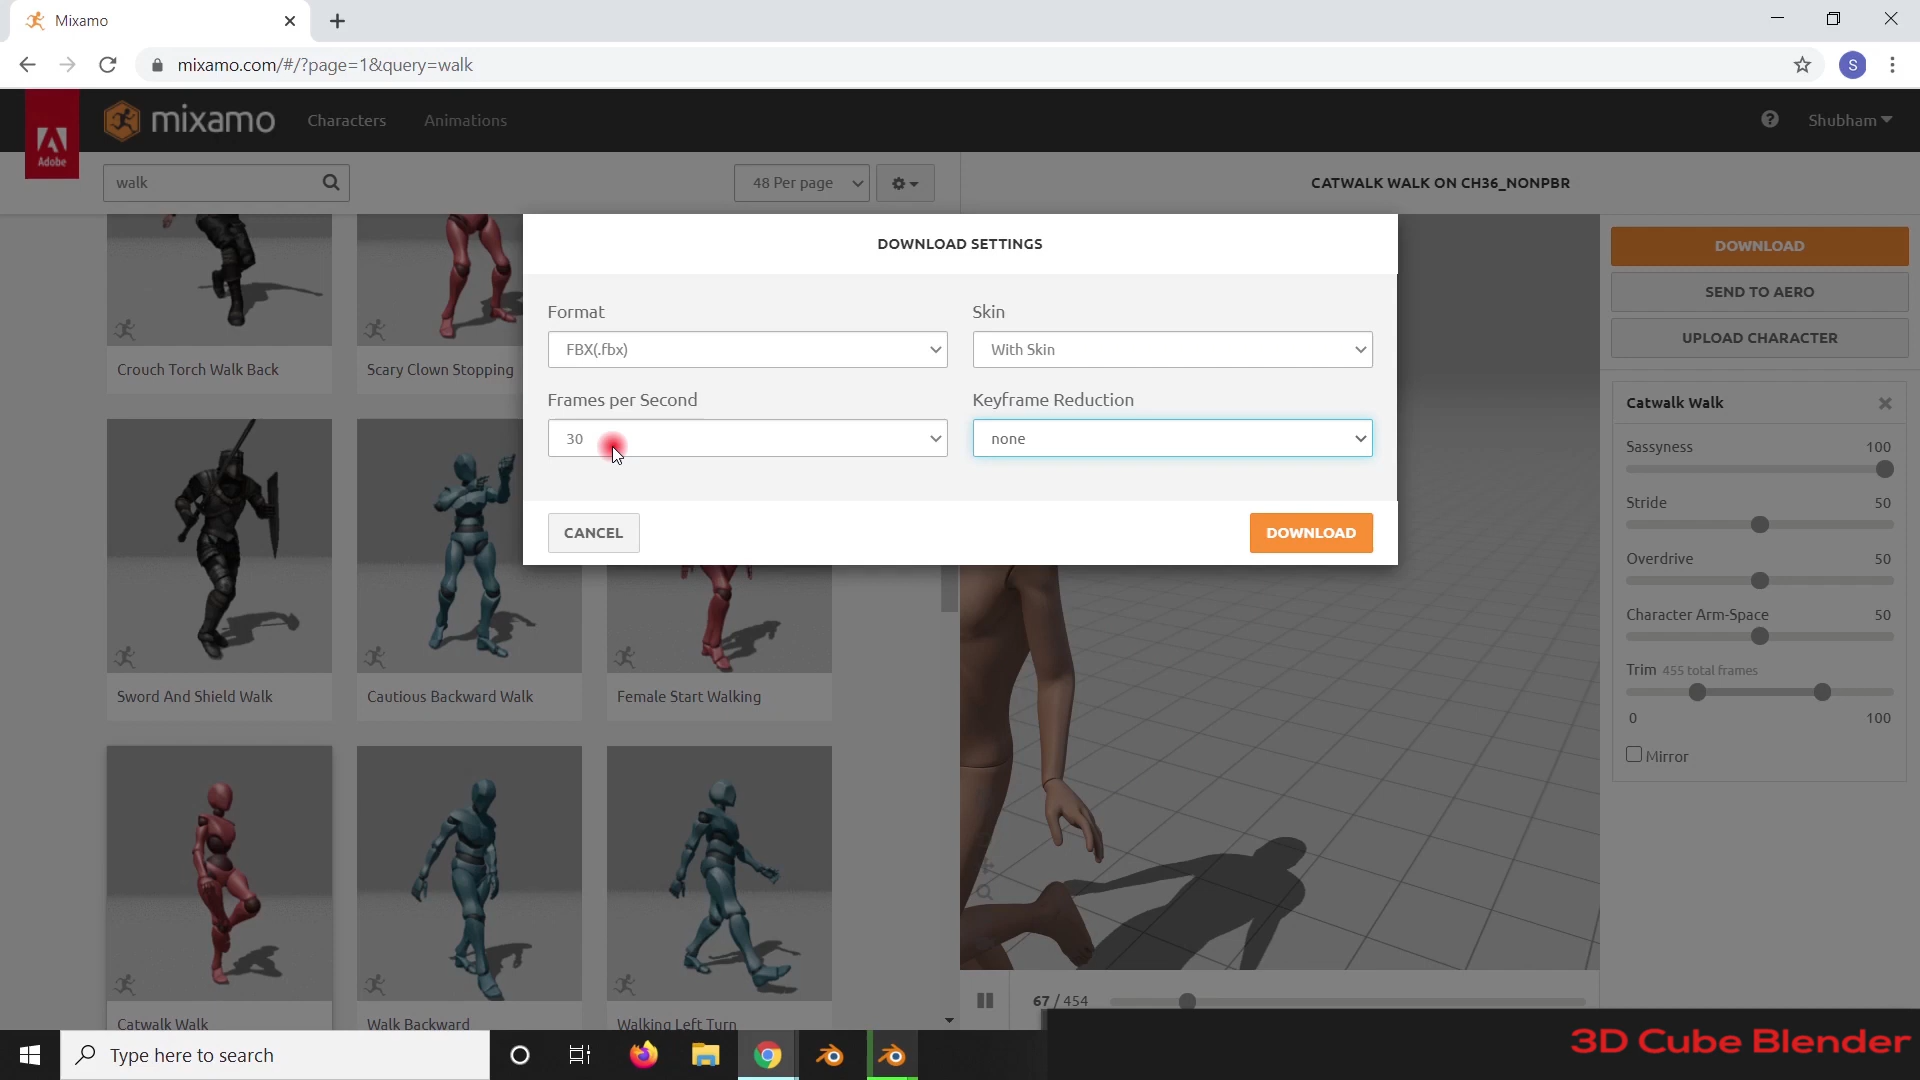 Mixamo
mixamo.com/#/?page=1&query=walk
S
Adobe
mixamo
Characters
Animations
Shubham
walk
48 Per page
CATWALK WALK ON CH36_NONPBR
DOWNLOAD SETTINGS
Format
Skin
FBX(.fbx)
With Skin
Frames per Second
Keyframe Reduction
30
none
CANCEL
DOWNLOAD
DOWNLOAD
SEND TO AERO
UPLOAD CHARACTER
Catwalk Walk
Sassyness 100
Stride 50
Overdrive 50
Character Arm-Space 50
Trim 455 total frames
0 100
Mirror
Crouch Torch Walk Back
Scary Clown Stopping
Sword And Shield Walk
Cautious Backward Walk
Female Start Walking
Catwalk Walk
Walk Backward
Walking Left Turn
67 / 454
Type here to search
3D Cube Blender